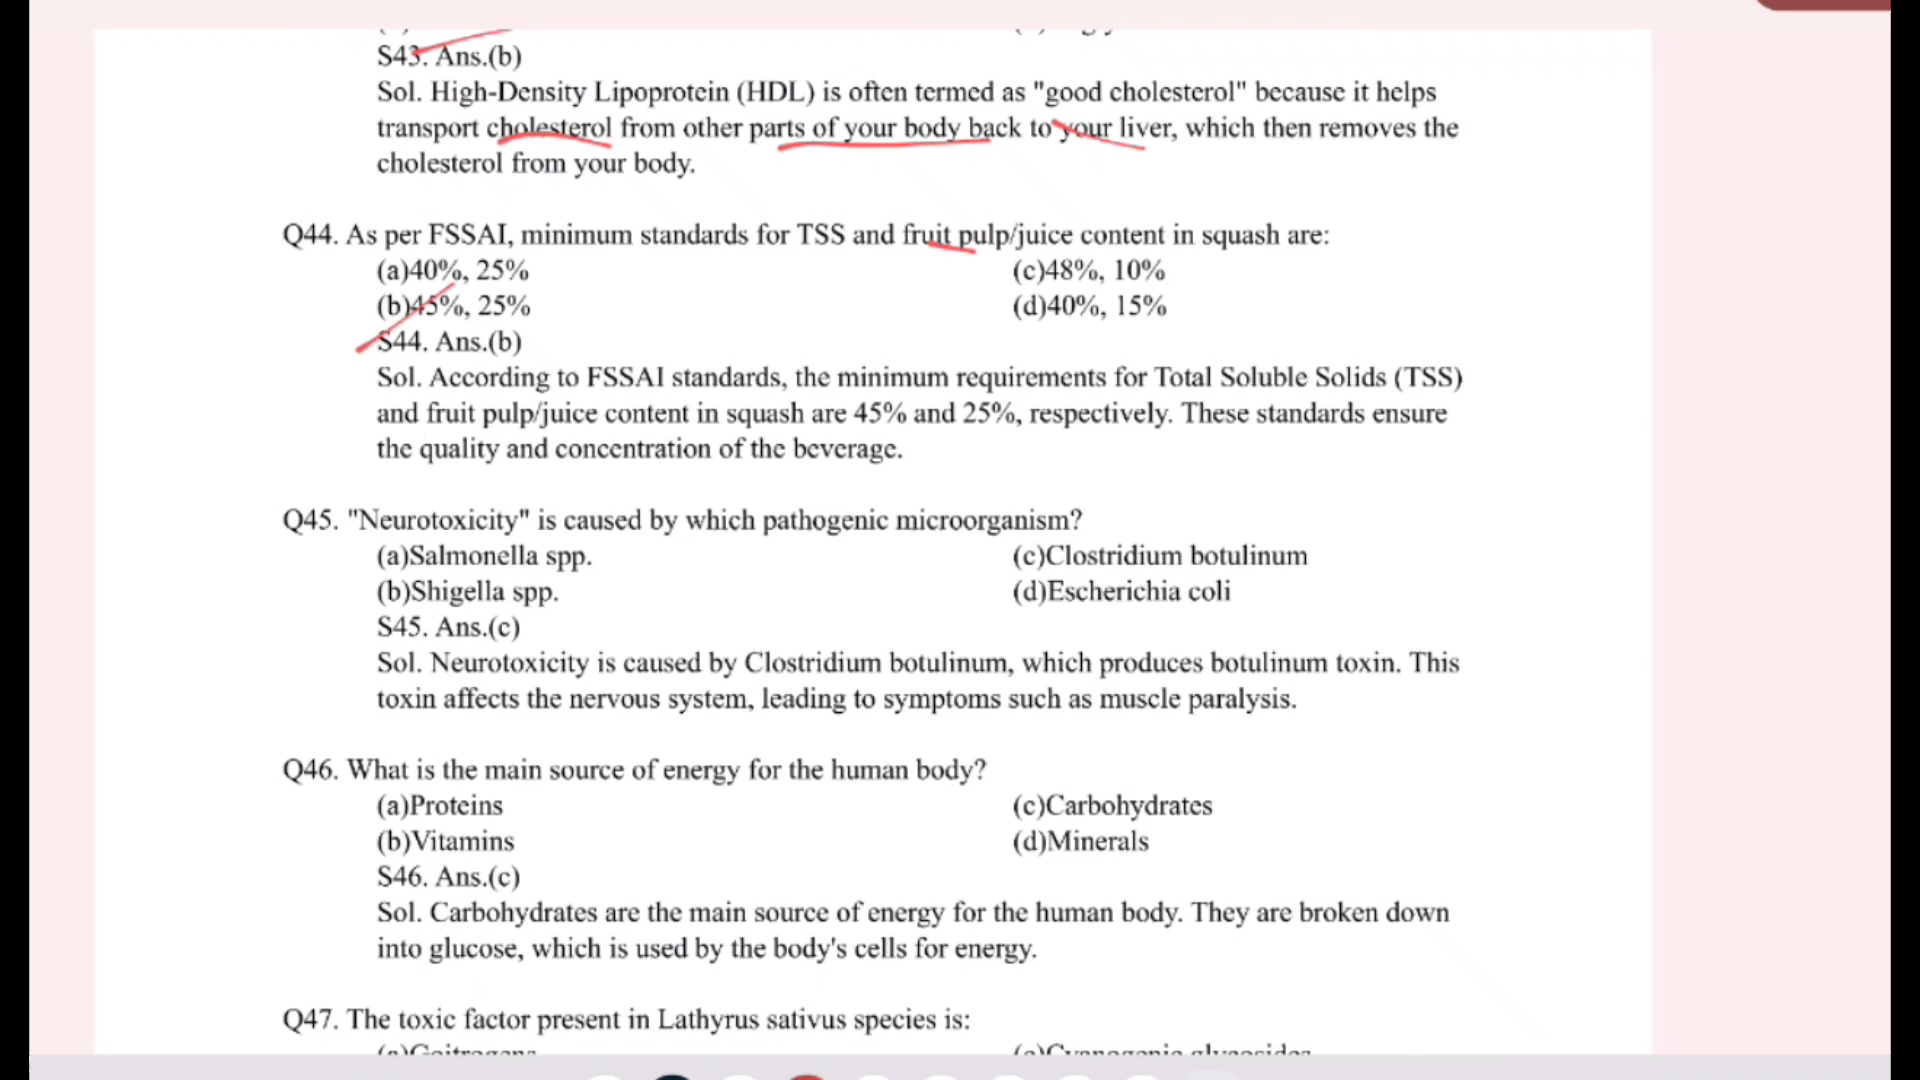 S43. Ans.(b)
Sol. High-Density Lipoprotein (HDL) is often termed as "good cholesterol" because it helps
transport cholesterol from other parts of your body back to your liver, which then removes the
cholesterol from your body.
Q44. As per FSSAI, minimum standards for TSS and fruit pulp/juice content in squash are:
(a)40%, 25%
(c)48%, 10%
(b)45%, 25%
(d)40%, 15%
S44. Ans.(b)
Sol. According to FSSAI standards, the minimum requirements for Total Soluble Solids (TSS)
and fruit pulp/juice content in squash are 45% and 25%, respectively. These standards ensure
the quality and concentration of the beverage.
Q45. "Neurotoxicity" is caused by which pathogenic microorganism?
(a)Salmonella spp.
(c)Clostridium botulinum
(b)Shigella spp.
(d)Escherichia coli
S45. Ans.(c)
Sol. Neurotoxicity is caused by Clostridium botulinum, which produces botulinum toxin. This
toxin affects the nervous system, leading to symptoms such as muscle paralysis.
Q46. What is the main source of energy for the human body?
(a)Proteins
(c)Carbohydrates
(b)Vitamins
(d)Minerals
S46. Ans.(c)
Sol. Carbohydrates are the main source of energy for the human body. They are broken down
into glucose, which is used by the body's cells for energy.
Q47. The toxic factor present in Lathyrus sativus species is: